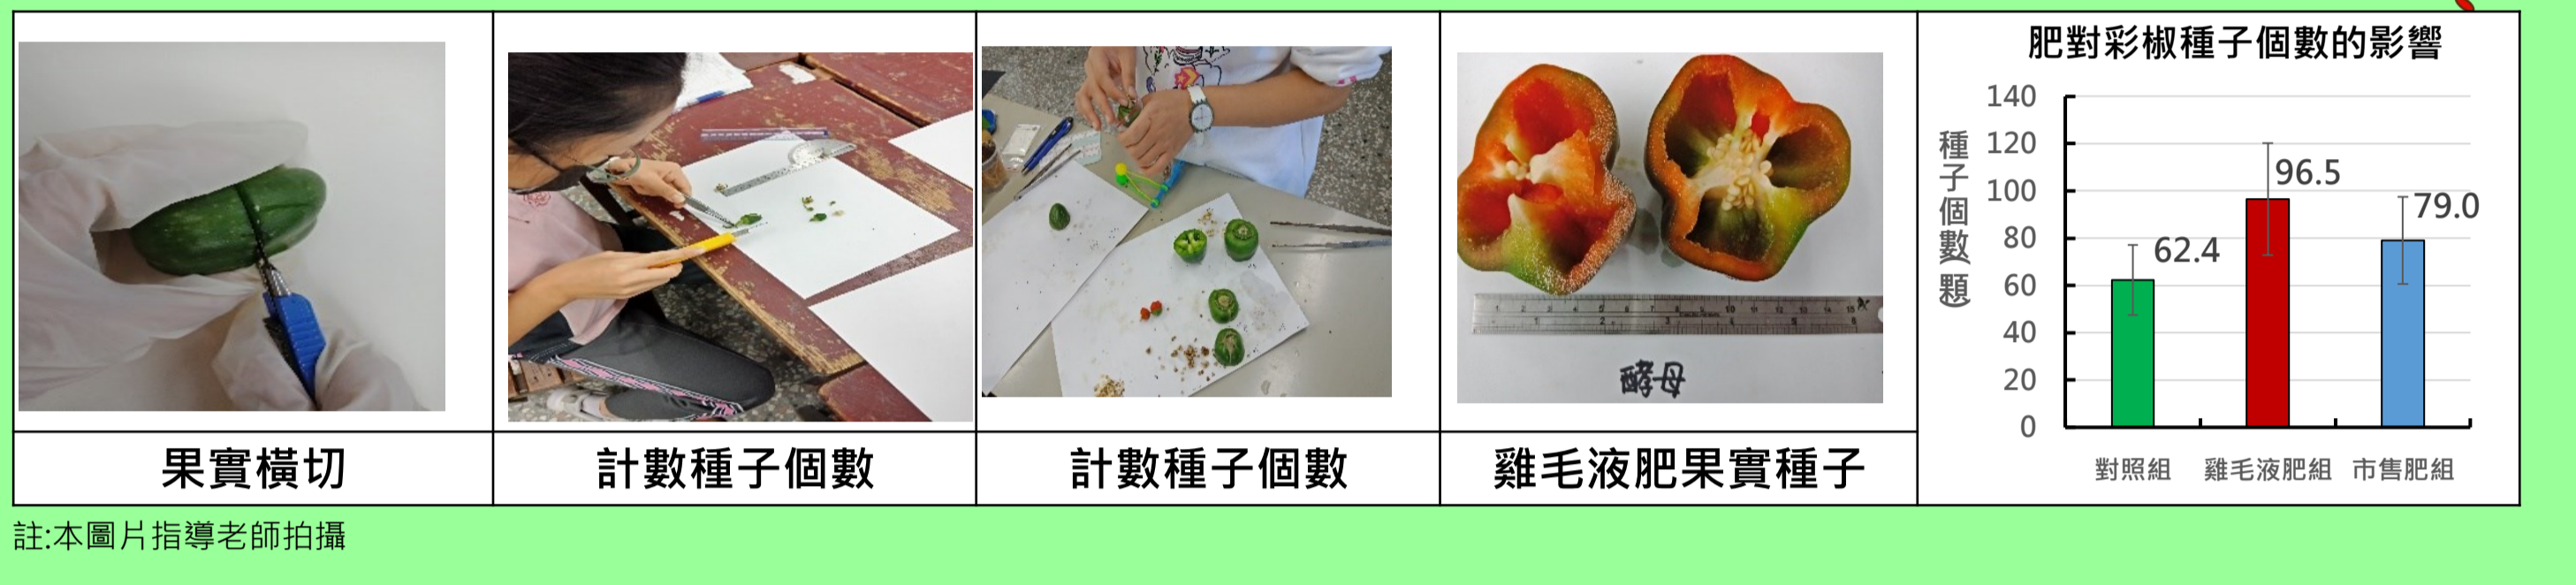 肥對彩椒種子個數的影響
140
120
100
80
60
40
20
0
種子個數(顆)
62.4
96.5
79.0
對照組 雞毛液肥組 市售肥組
酵母
果實橫切
計數種子個數
計數種子個數
雞毛液肥果實種子
註:本圖片指導老師拍攝